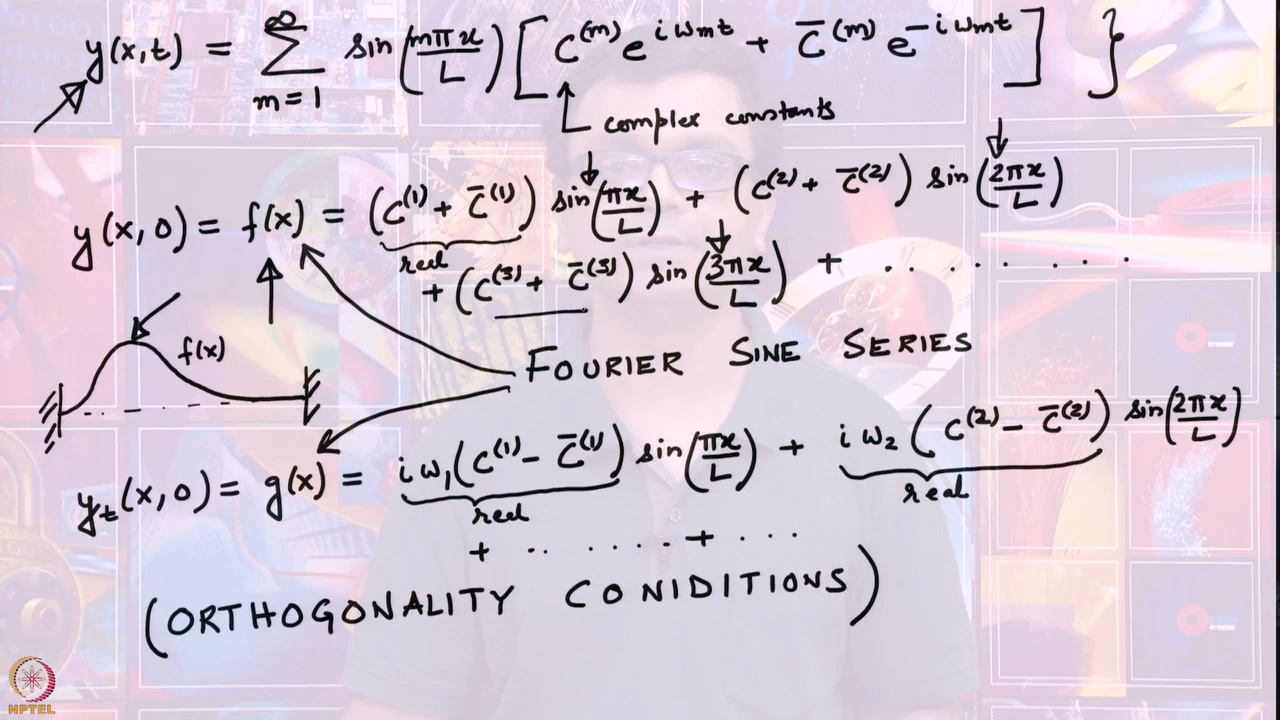 y(x,t) = ∞ Σ m=1 sin(mπx/L) [ C^(m) e^{iω_m t} + C̄^(m) e^{-iω_m t} ] }
complex constants
y(x,0) = f(x) = (C^(1) + C̄^(1)) sin(πx/L) + (C^(2) + C̄^(2)) sin(2πx/L)
real
+ (C^(3) + C̄^(3)) sin(3πx/L) + . . . . . . . . .
f(x)
FOURIER SINE SERIES
y_t(x,0) = g(x) = iω_1(C^(1) - C̄^(1)) sin(πx/L) + iω_2(C^(2) - C̄^(2)) sin(2πx/L)
real real
+ .. ..... + ...
(ORTHOGONALITY CONIDITIONS)
NPTEL